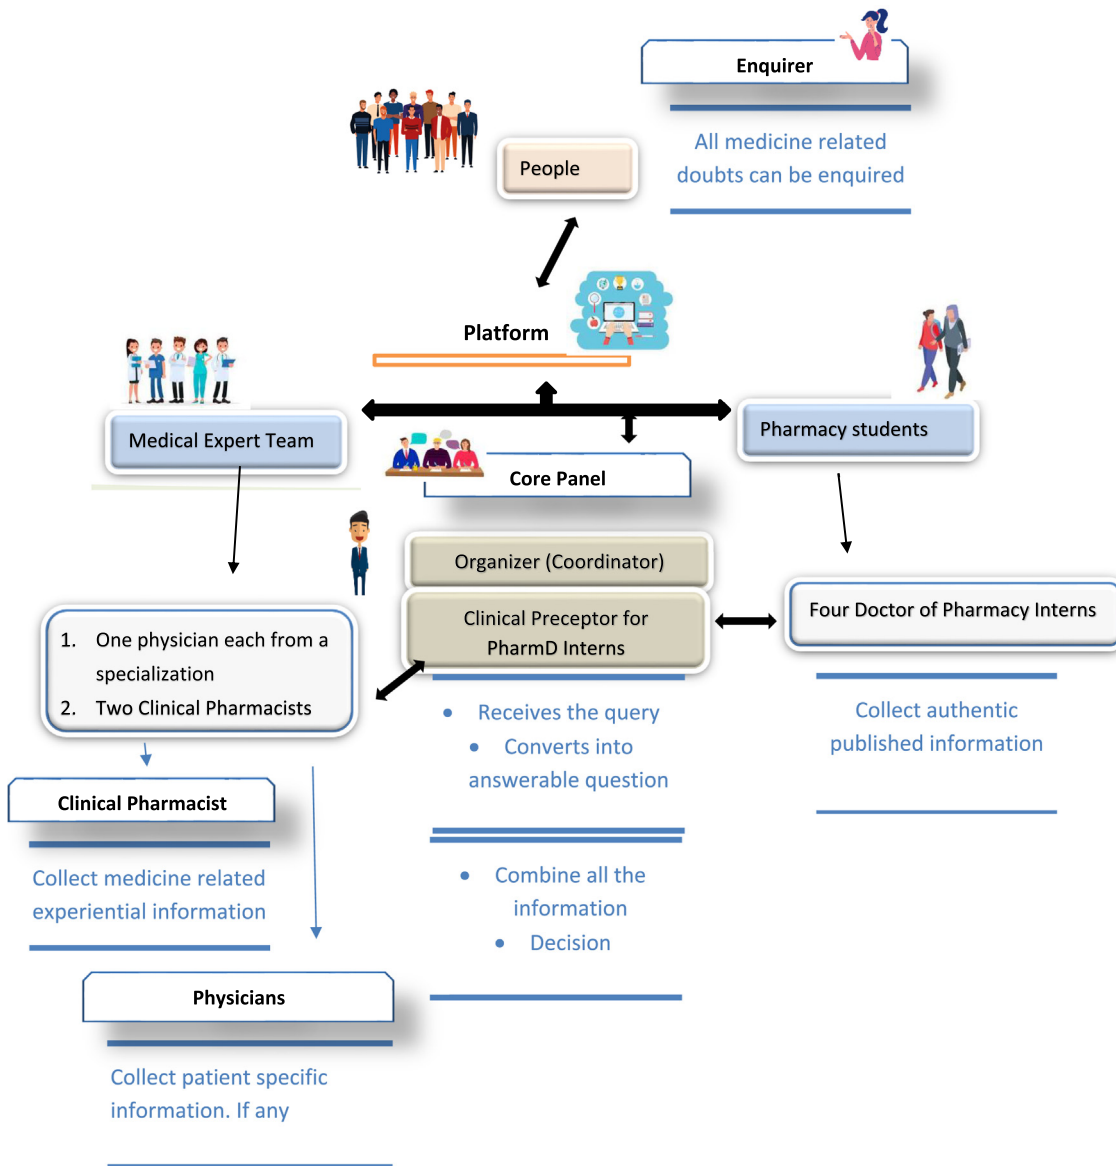 Enquirer
All medicine related
doubts can be enquired
People
Platform
Medical Expert Team
Pharmacy students
Core Panel
Organizer (Coordinator)
Clinical Preceptor for
PharmD Interns
Four Doctor of Pharmacy Interns
1. One physician each from a
specialization
2. Two Clinical Pharmacists
• Receives the query
• Converts into
answerable question
Collect authentic
published information
Clinical Pharmacist
Collect medicine related
experiential information
• Combine all the
information
• Decision
Physicians
Collect patient specific
information. If any